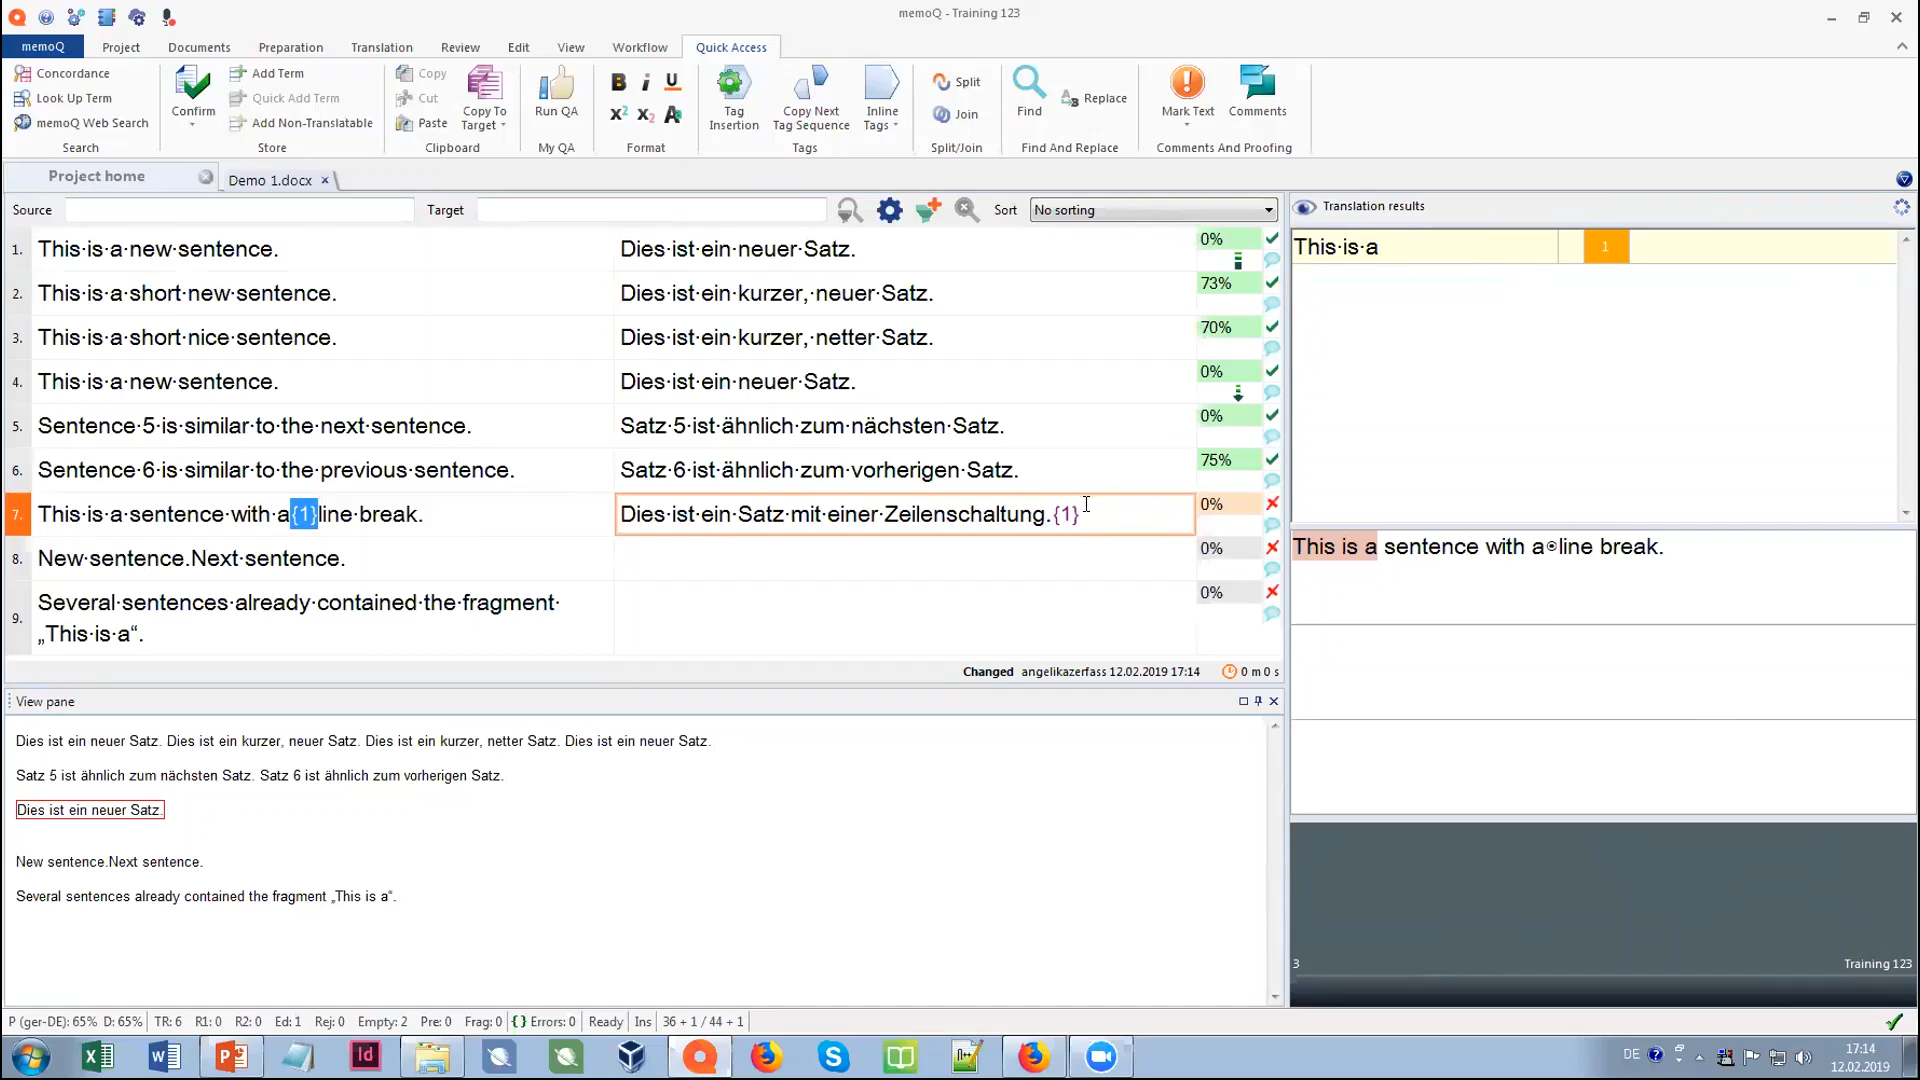 memoQ - Training 123
memoQ Project Documents Preparation Translation Review Edit View Workflow Quick Access
Concordance
Look Up Term
memoQ Web Search
Search
Confirm
Add Term
Quick Add Term
Add Non-Translatable
Store
Copy
Cut
Paste
Copy To
Target
Clipboard
Run QA
My QA
B i U
x² x₂ A
Format
Tag
Insertion
Copy Next
Tag Sequence
Inline
Tags
Tags
Split
Join
Split/Join
Find
Replace
Find And Replace
Mark Text
Comments
Comments And Proofing
Project home
Demo 1.docx
Source
Target
Sort No sorting
1. This·is·a·new·sentence. Dies·ist·ein·neuer·Satz. 0%
2. This·is·a·short·new·sentence. Dies·ist·ein·kurzer,·neuer·Satz. 73%
3. This·is·a·short·nice·sentence. Dies·ist·ein·kurzer,·netter·Satz. 70%
4. This·is·a·new·sentence. Dies·ist·ein·neuer·Satz. 0%
5. Sentence·5·is·similar·to·the·next·sentence. Satz·5·ist·ähnlich·zum·nächsten·Satz. 0%
6. Sentence·6·is·similar·to·the·previous·sentence. Satz·6·ist·ähnlich·zum·vorherigen·Satz. 75%
7. This·is·a·sentence·with·a{1}line·break. Dies·ist·ein·Satz·mit·einer·Zeilenschaltung.{1} 0%
8. New·sentence.Next·sentence. 0%
9. Several·sentences·already·contained·the·fragment· 0%
„This·is·a“.
Changed angelikazerfass 12.02.2019 17:14 0 m 0 s
Translation results
This·is·a 1
This is a sentence with a⦿line break.
3 Training 123
View pane
Dies ist ein neuer Satz. Dies ist ein kurzer, neuer Satz. Dies ist ein kurzer, netter Satz. Dies ist ein neuer Satz.
Satz 5 ist ähnlich zum nächsten Satz. Satz 6 ist ähnlich zum vorherigen Satz.
Dies ist ein neuer Satz.
New sentence.Next sentence.
Several sentences already contained the fragment „This is a“.
P (ger-DE): 65% D: 65% TR: 6 R1: 0 R2: 0 Ed: 1 Rej: 0 Empty: 2 Pre: 0 Frag: 0 {} Errors: 0 Ready Ins 36 + 1 / 44 + 1
DE
17:14
12.02.2019